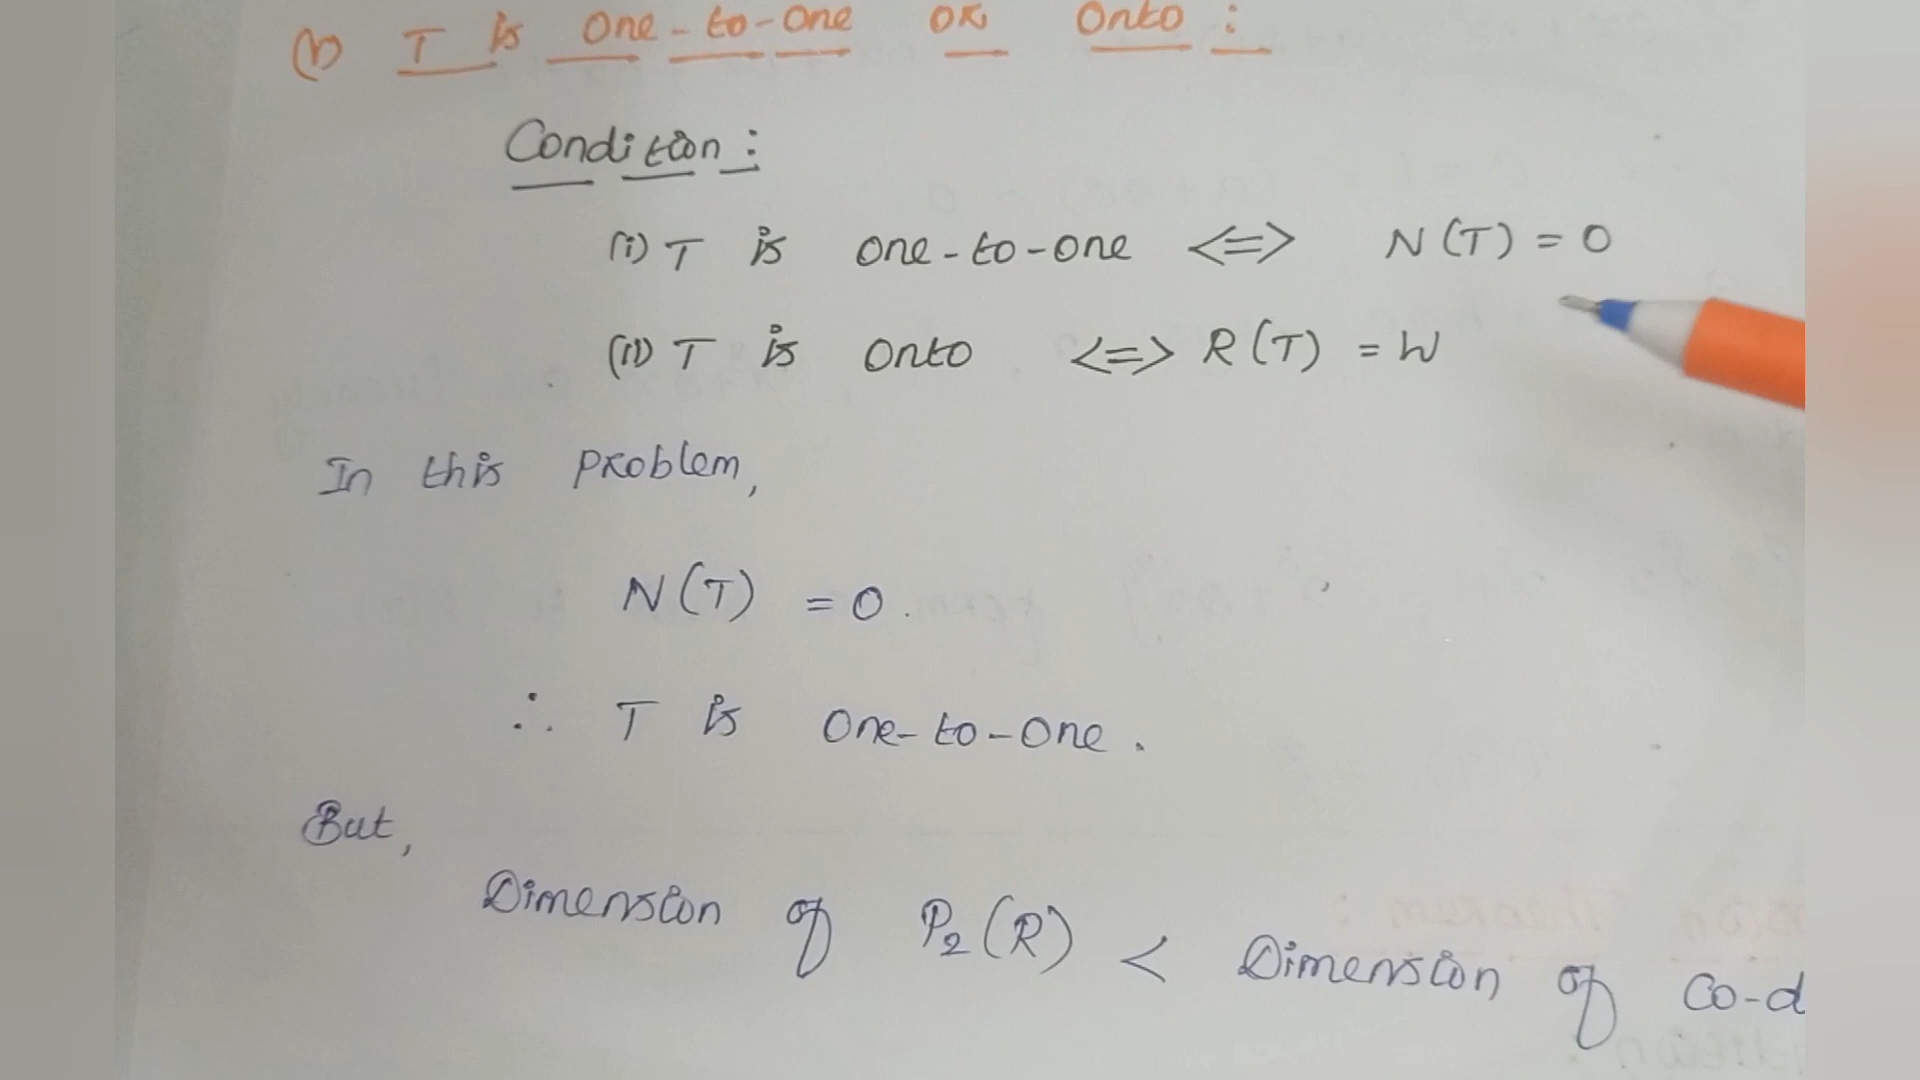 (v) T is one-to-one or onto :
Condition :
(i) T is one-to-one <=> N(T) = 0
(ii) T is onto <=> R(T) = W
In this problem,
N(T) = 0.
∴ T is one-to-one.
But,
Dimension of P₂(R) < Dimension of Co-d